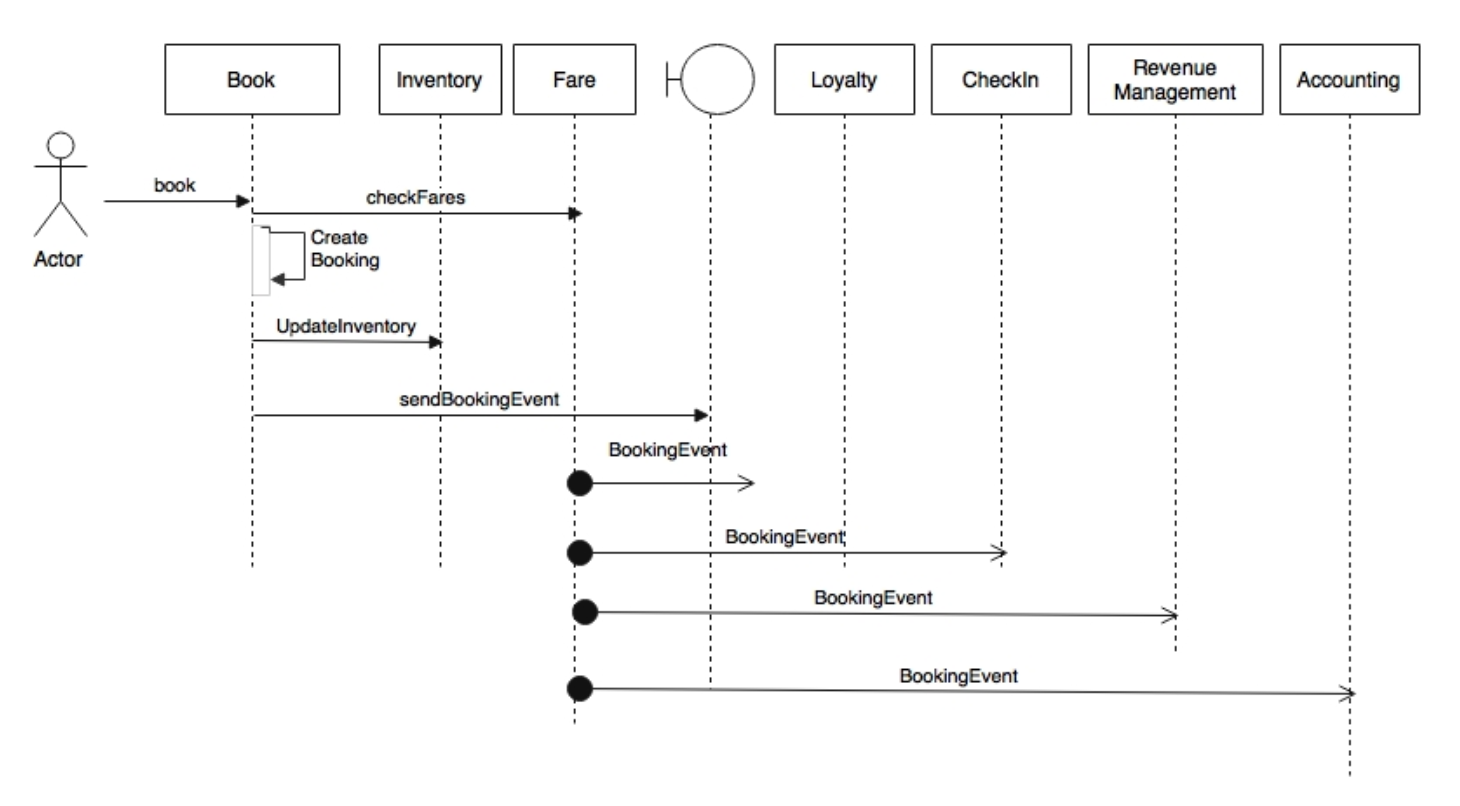 Book
Inventory
Fare
Loyalty
CheckIn
Revenue
Management
Accounting
book
checkFares
Actor
Create
Booking
UpdateInventory
sendBookingEvent
BookingEvent
BookingEvent
BookingEvent
BookingEvent